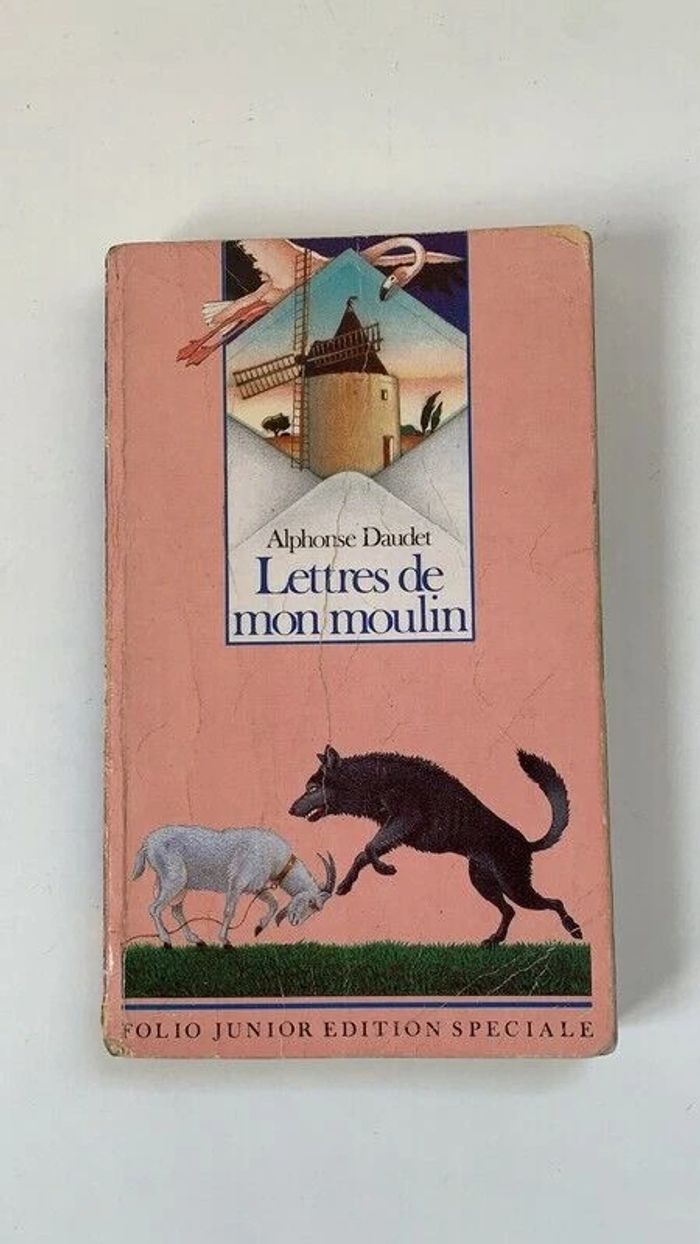 Alphonse Daudet
Lettres de
mon moulin
FOLIO JUNIOR EDITION SPECIALE